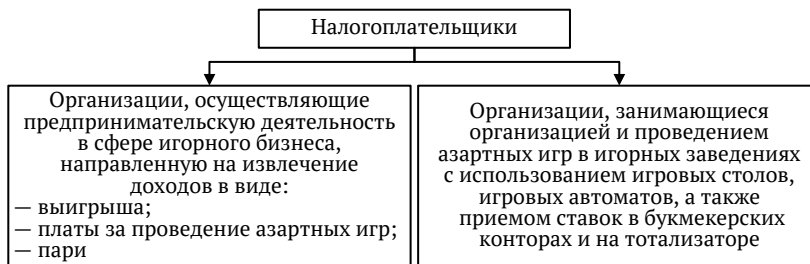 Налогоплательщики
Организации, осуществляющие
предпринимательскую деятельность
в сфере игорного бизнеса,
направленную на извлечение
доходов в виде:
— выигрыша;
— платы за проведение азартных игр;
— пари
Организации, занимающиеся
организацией и проведением
азартных игр в игорных заведениях
с использованием игровых столов,
игровых автоматов, а также
приемом ставок в букмекерских
конторах и на тотализаторе